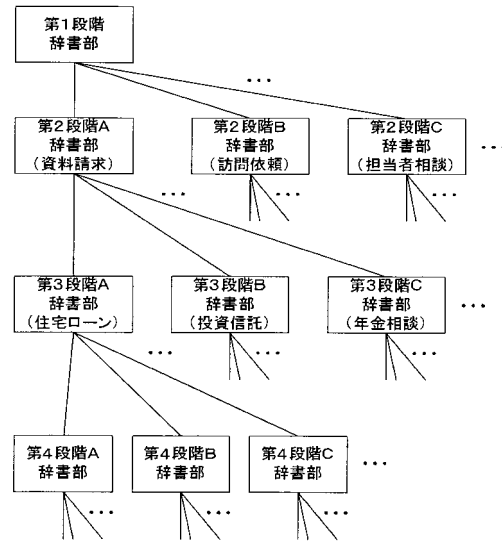 第1段階
辞書部
…
第2段階A
辞書部
(資料請求)
第2段階B
辞書部
(訪問依頼)
第2段階C
辞書部
(担当者相談)
…
…
…
…
第3段階A
辞書部
(住宅ローン)
第3段階B
辞書部
(投資信託)
第3段階C
辞書部
(年金相談)
…
…
…
…
第4段階A
辞書部
第4段階B
辞書部
第4段階C
辞書部
…
…
…
…